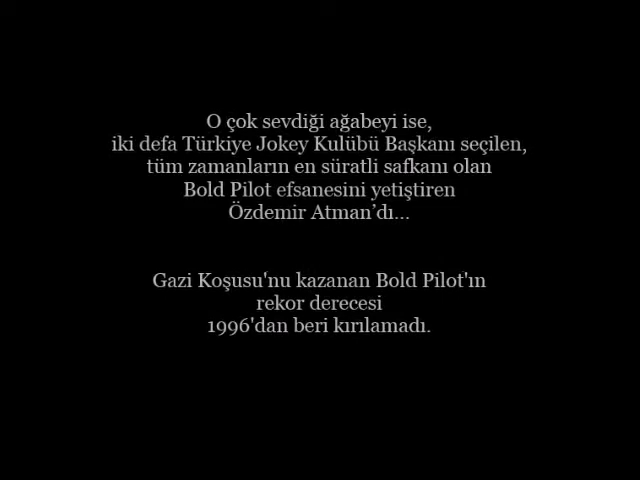 O çok sevdiği ağabeyi ise,
iki defa Türkiye Jokey Kulübü Başkanı seçilen,
tüm zamanların en süratli safkanı olan
Bold Pilot efsanesini yetiştiren
Özdemir Atman’dı...
Gazi Koşusu'nu kazanan Bold Pilot'ın
rekor derecesi
1996'dan beri kırılamadı.